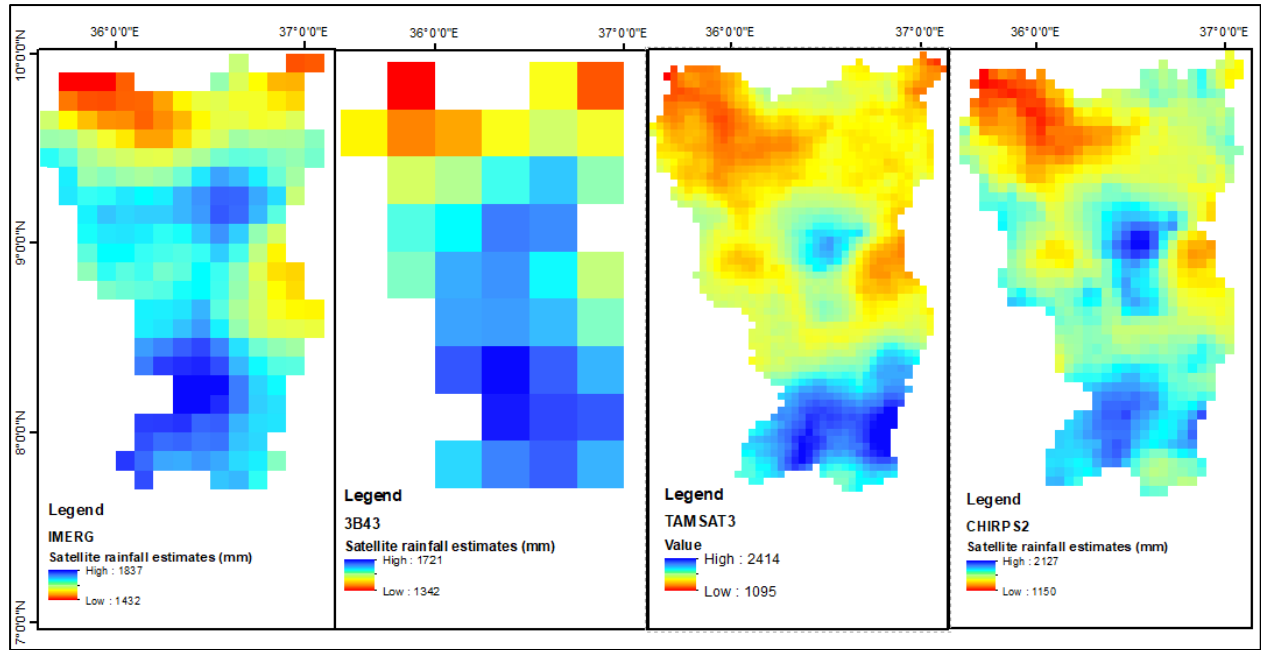 36°0'0"E 37°0'0"E 36°0'0"E 37°0'0"E 36°0'0"E 37°0'0"E 36°0'0"E 37°0'0"E
10°0'0"N
9°0'0"N
8°0'0"N
7°0'0"N
Legend
IMERG
Satellite rainfall estimates (mm)
High : 1837
Low : 1432
Legend
3B43
Satellite rainfall estimates (mm)
High : 1721
Low : 1342
Legend
TAMSAT3
Value
High : 2414
Low : 1095
Legend
CHIRPS2
Satellite rainfall estimates (mm)
High : 2127
Low : 1150